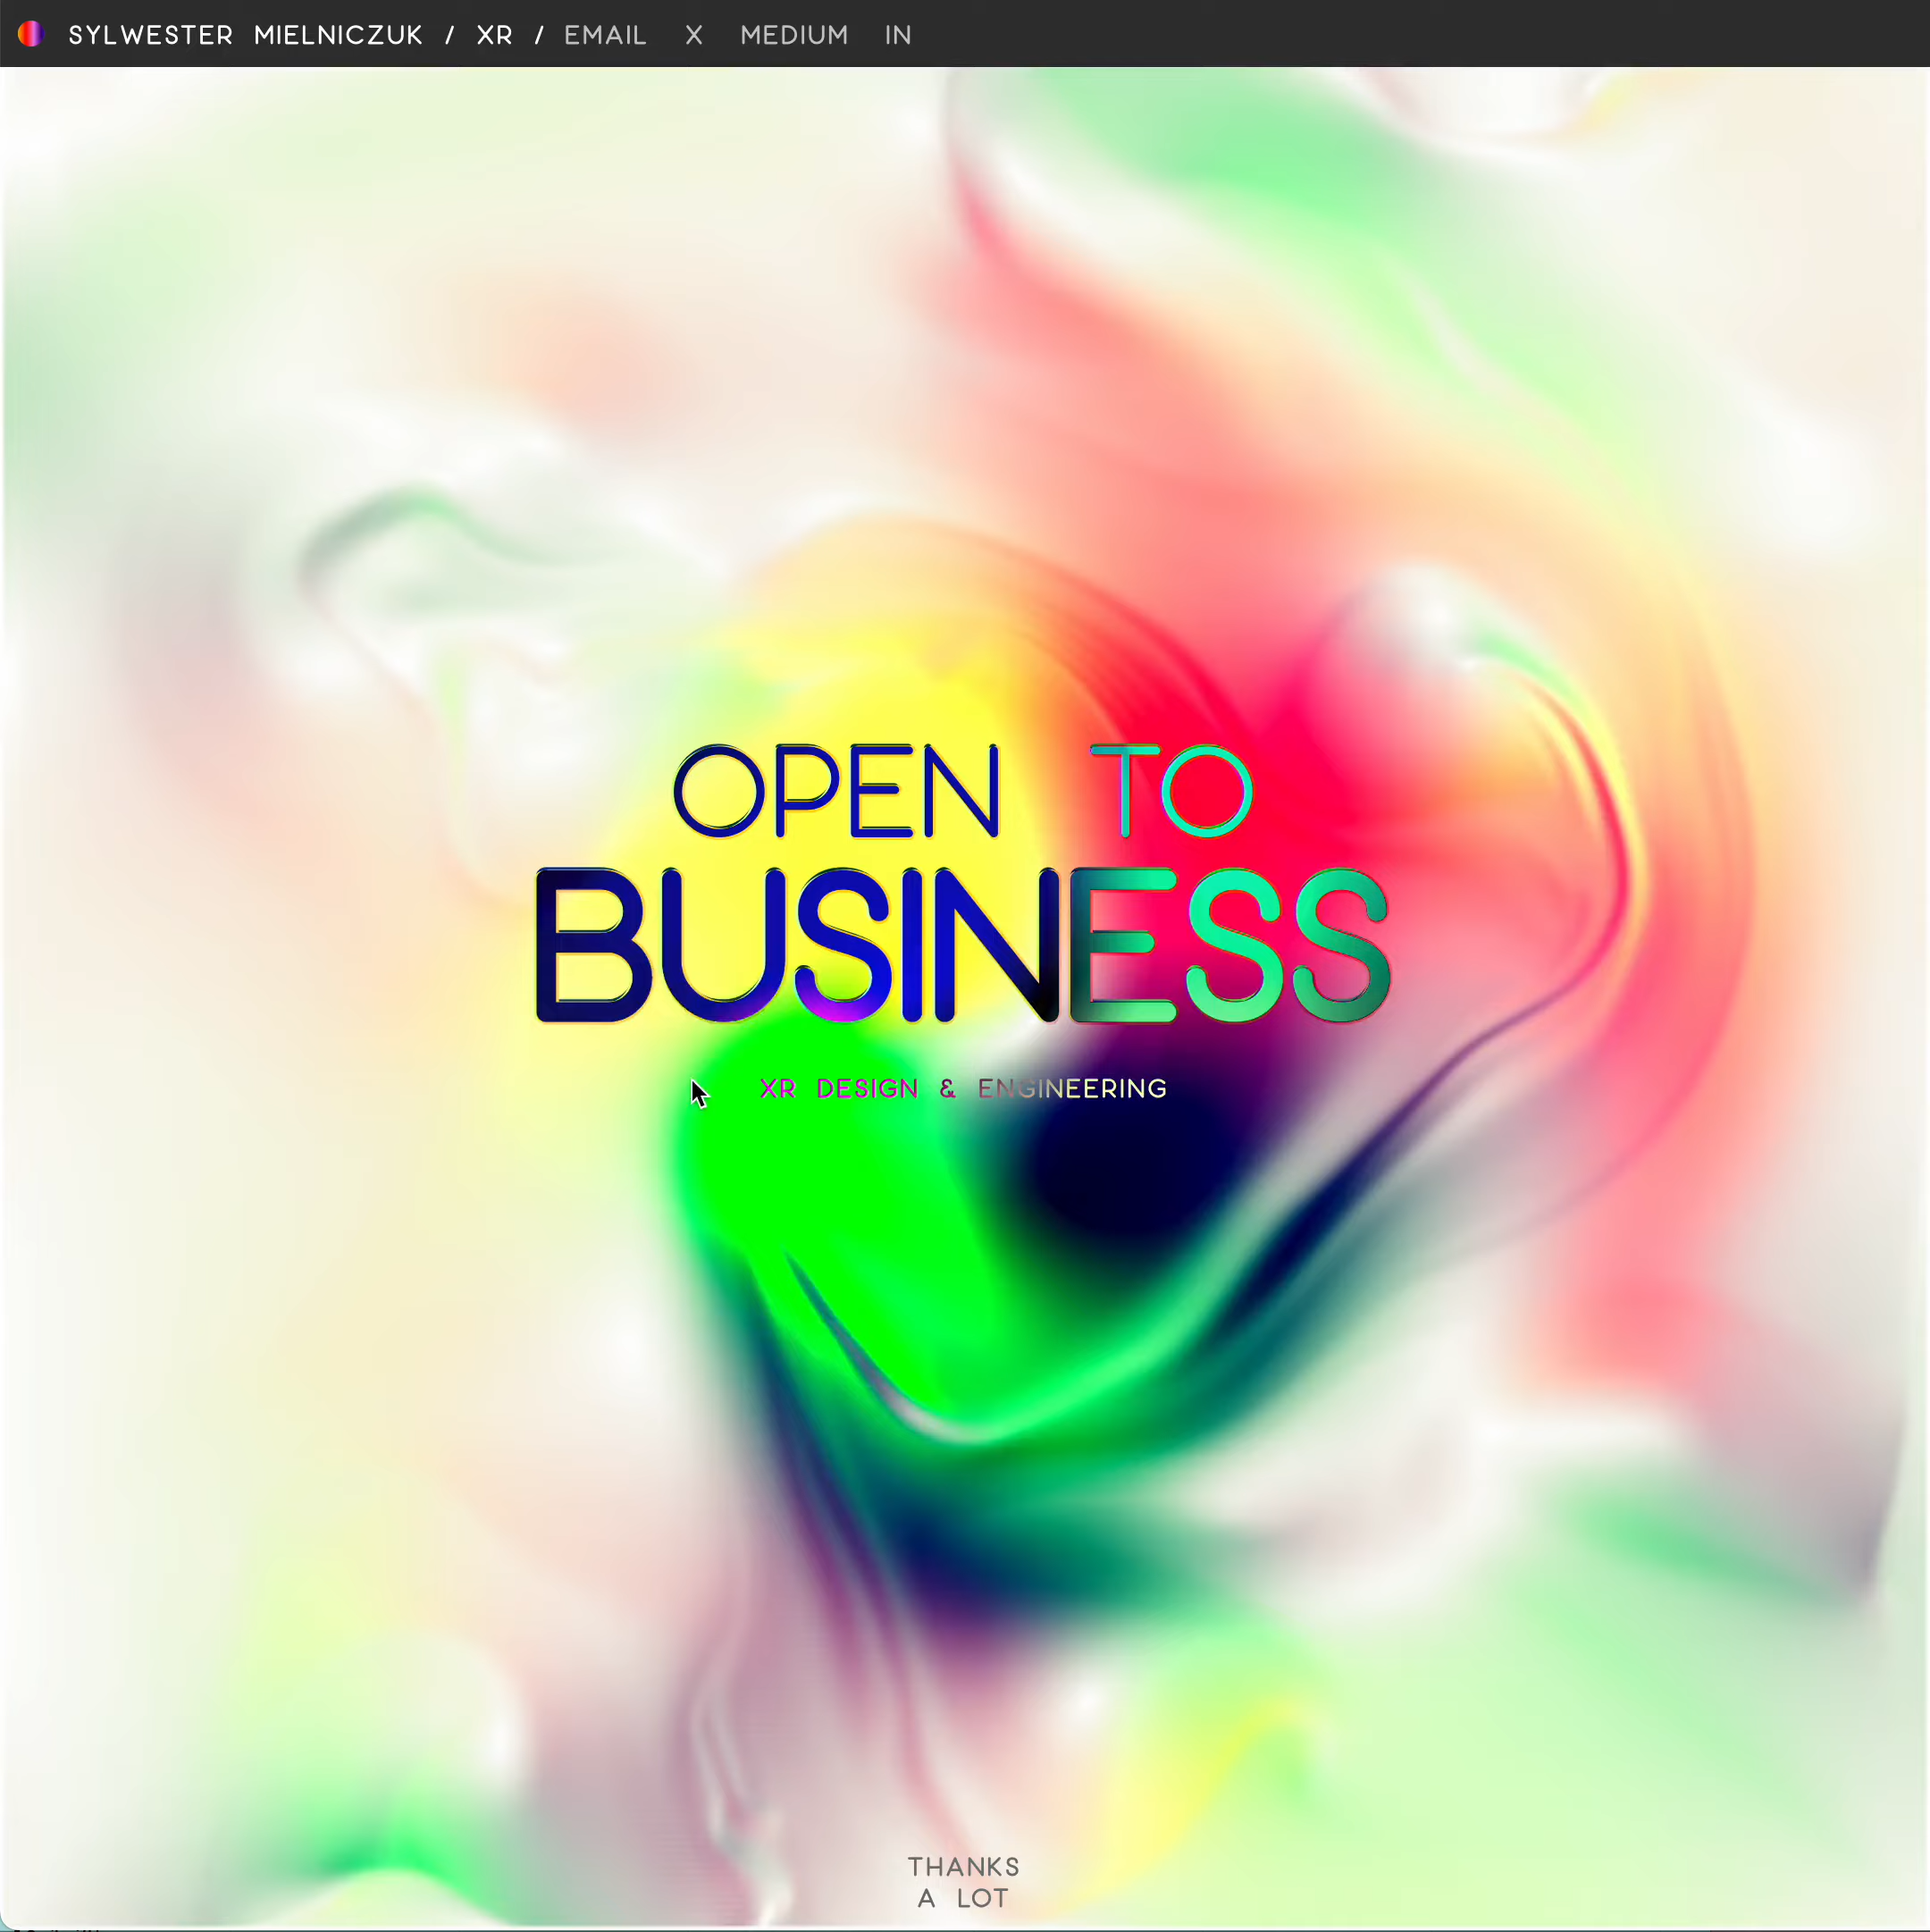 SYLWESTER MIELNICZUK / XR / EMAIL X MEDIUM IN
OPEN TO
BUSINESS
XR DESIGN & ENGINEERING
THANKS
A LOT